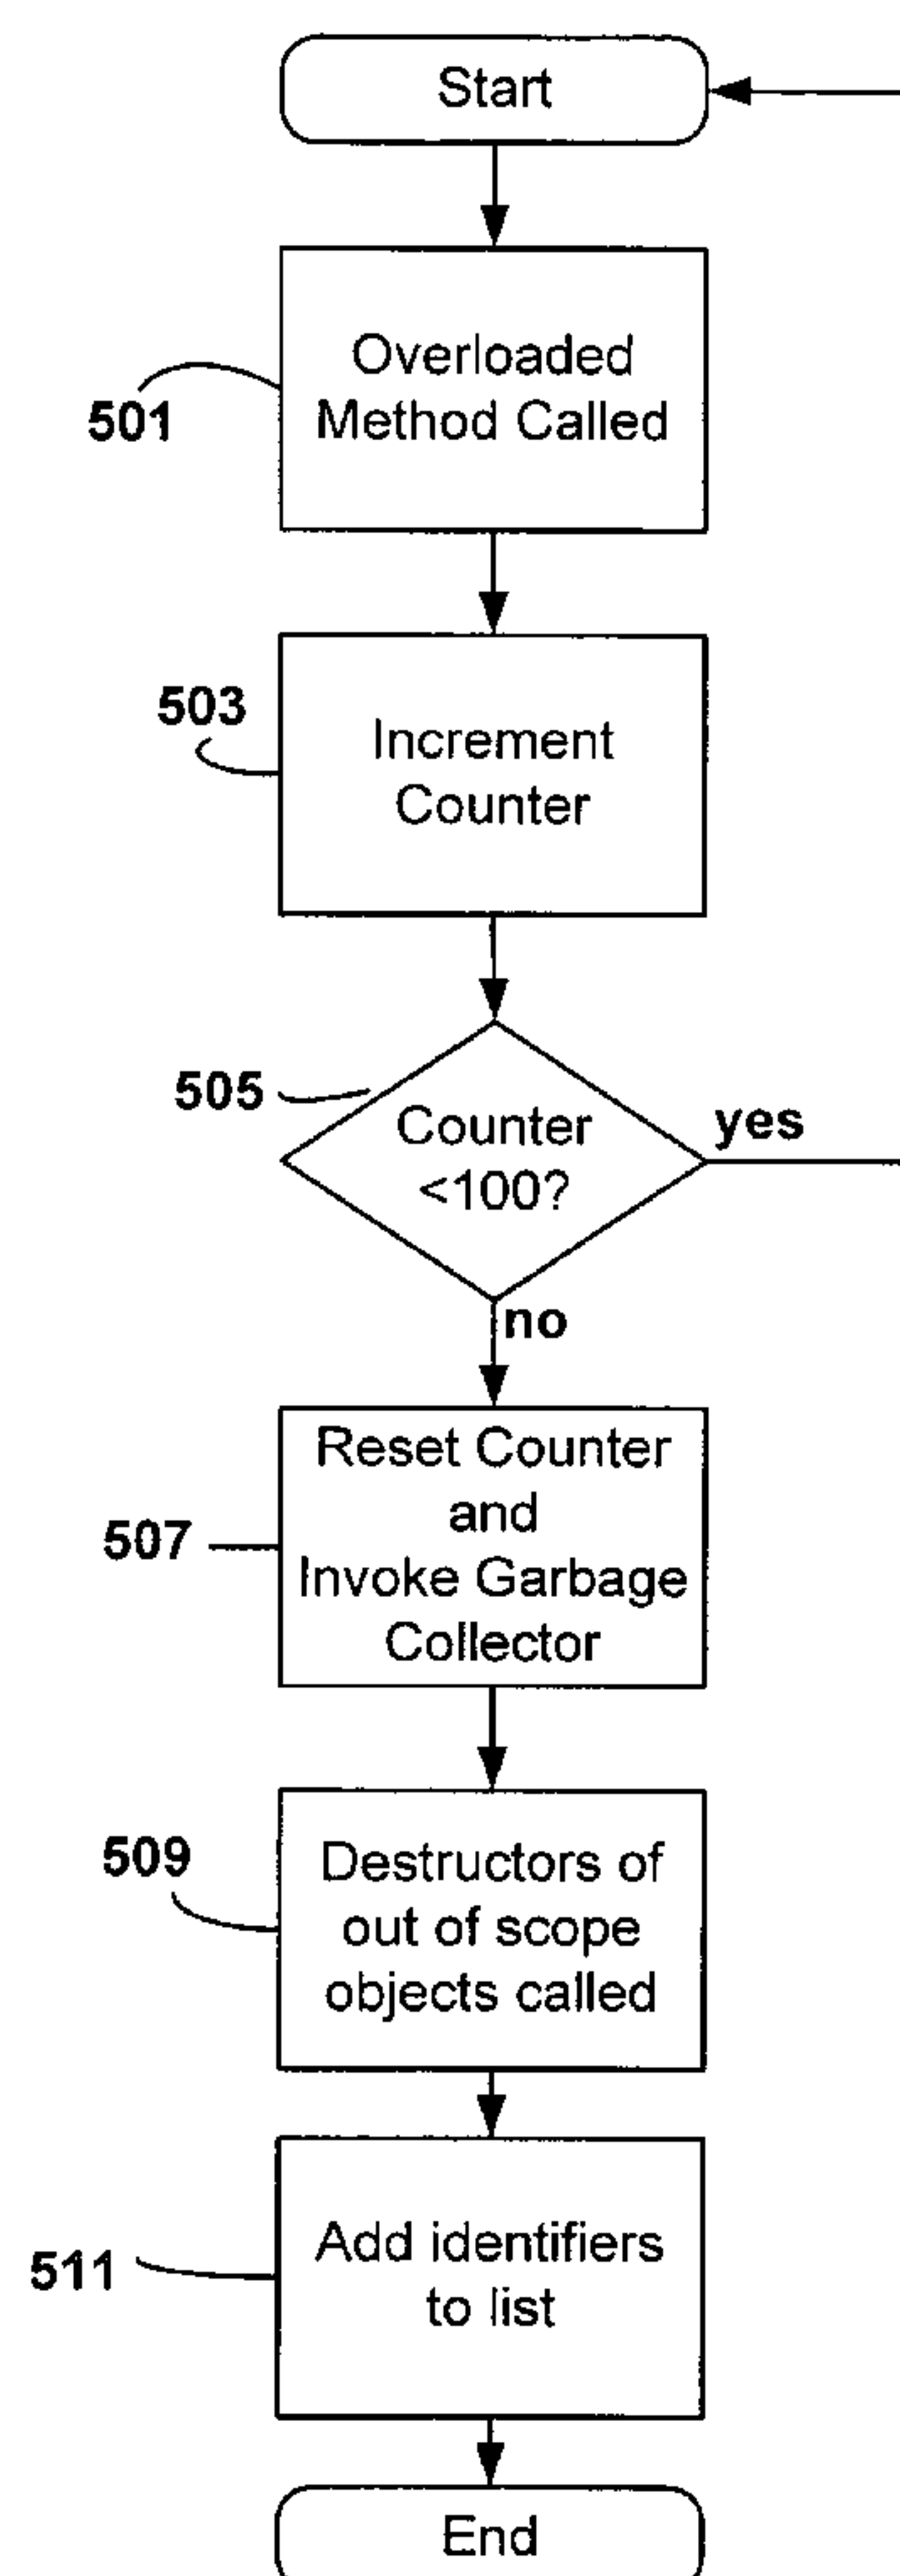 Start
Overloaded
Method Called
501
503
Increment
Counter
505
Counter
<100?
yes
no
Reset Counter
and
Invoke Garbage
Collector
507
509
Destructors of
out of scope
objects called
Add identifiers
to list
511
End